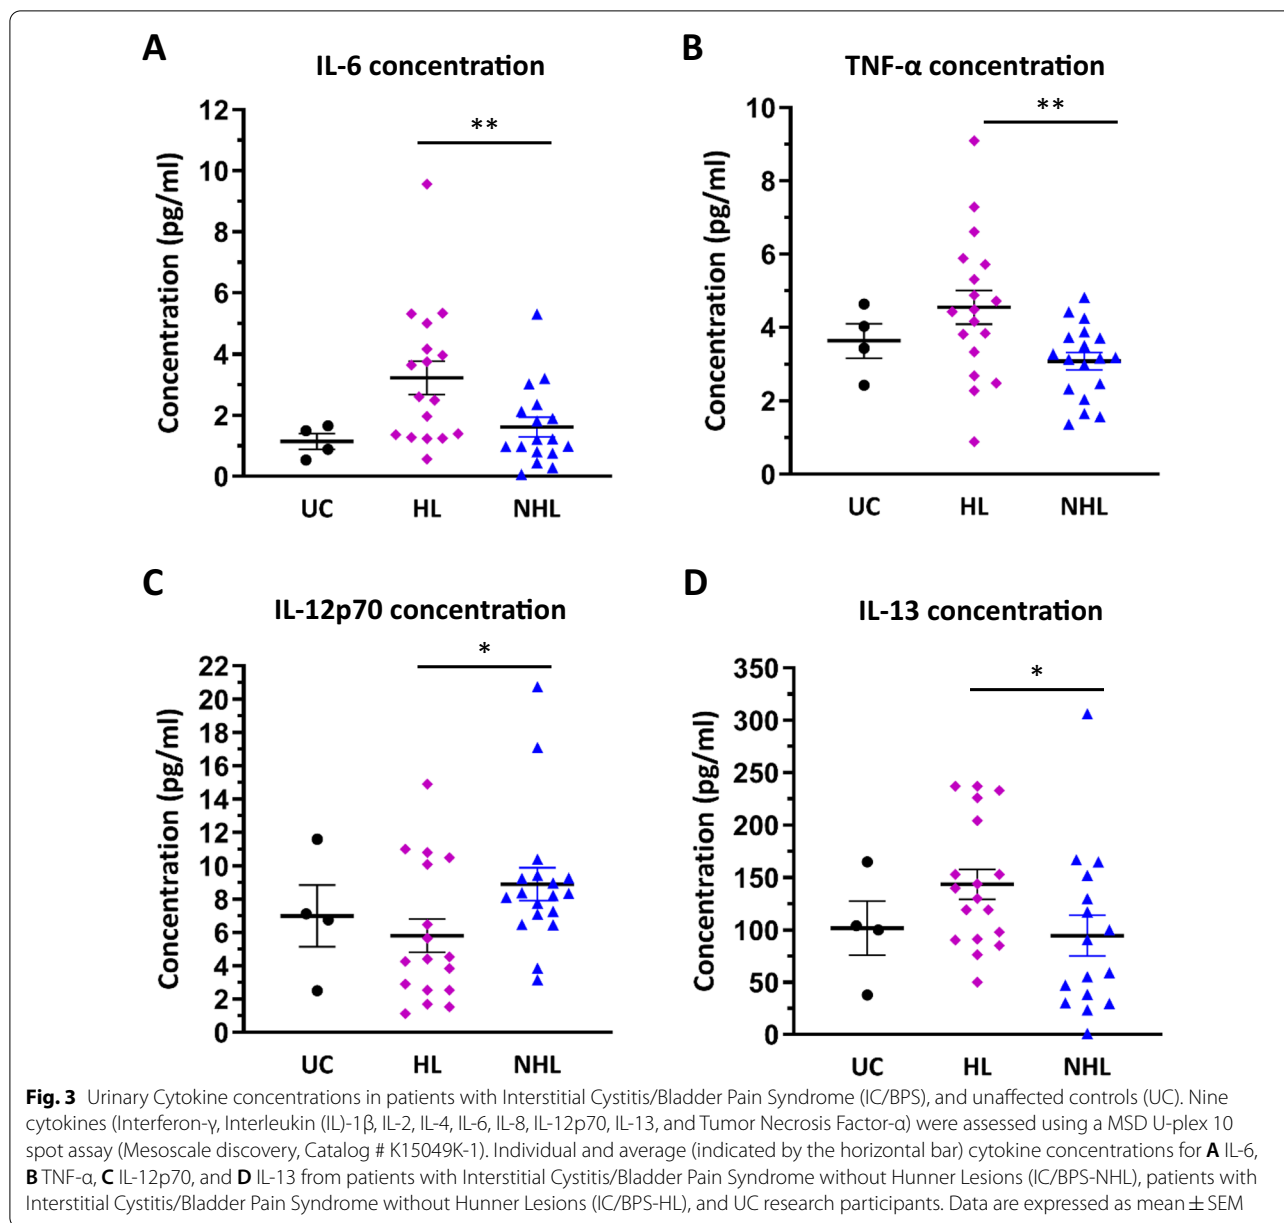 A
IL-6 concentration
Concentration (pg/ml)
12
10
8
6
4
2
0
**
UC HL NHL
B
TNF-α concentration
Concentration (pg/ml)
10
8
6
4
2
0
**
UC HL NHL
C
IL-12p70 concentration
Concentration (pg/ml)
22
20
18
16
14
12
10
8
6
4
2
0
*
UC HL NHL
D
IL-13 concentration
Concentration (pg/ml)
350
300
250
200
150
100
50
0
*
UC HL NHL
Fig. 3 Urinary Cytokine concentrations in patients with Interstitial Cystitis/Bladder Pain Syndrome (IC/BPS), and unaffected controls (UC). Nine
cytokines (Interferon-γ, Interleukin (IL)-1β, IL-2, IL-4, IL-6, IL-8, IL-12p70, IL-13, and Tumor Necrosis Factor-α) were assessed using a MSD U-plex 10
spot assay (Mesoscale discovery, Catalog # K15049K-1). Individual and average (indicated by the horizontal bar) cytokine concentrations for A IL-6,
B TNF-α, C IL-12p70, and D IL-13 from patients with Interstitial Cystitis/Bladder Pain Syndrome without Hunner Lesions (IC/BPS-NHL), patients with
Interstitial Cystitis/Bladder Pain Syndrome without Hunner Lesions (IC/BPS-HL), and UC research participants. Data are expressed as mean ± SEM